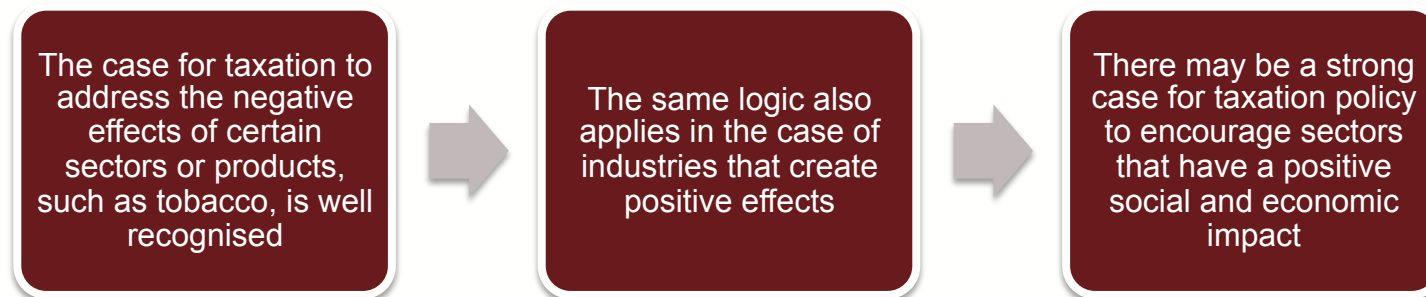 The case for taxation to
address the negative
effects of certain
sectors or products,
such as tobacco, is well
recognised
The same logic also
applies in the case of
industries that create
positive effects
There may be a strong
case for taxation policy
to encourage sectors
that have a positive
social and economic
impact